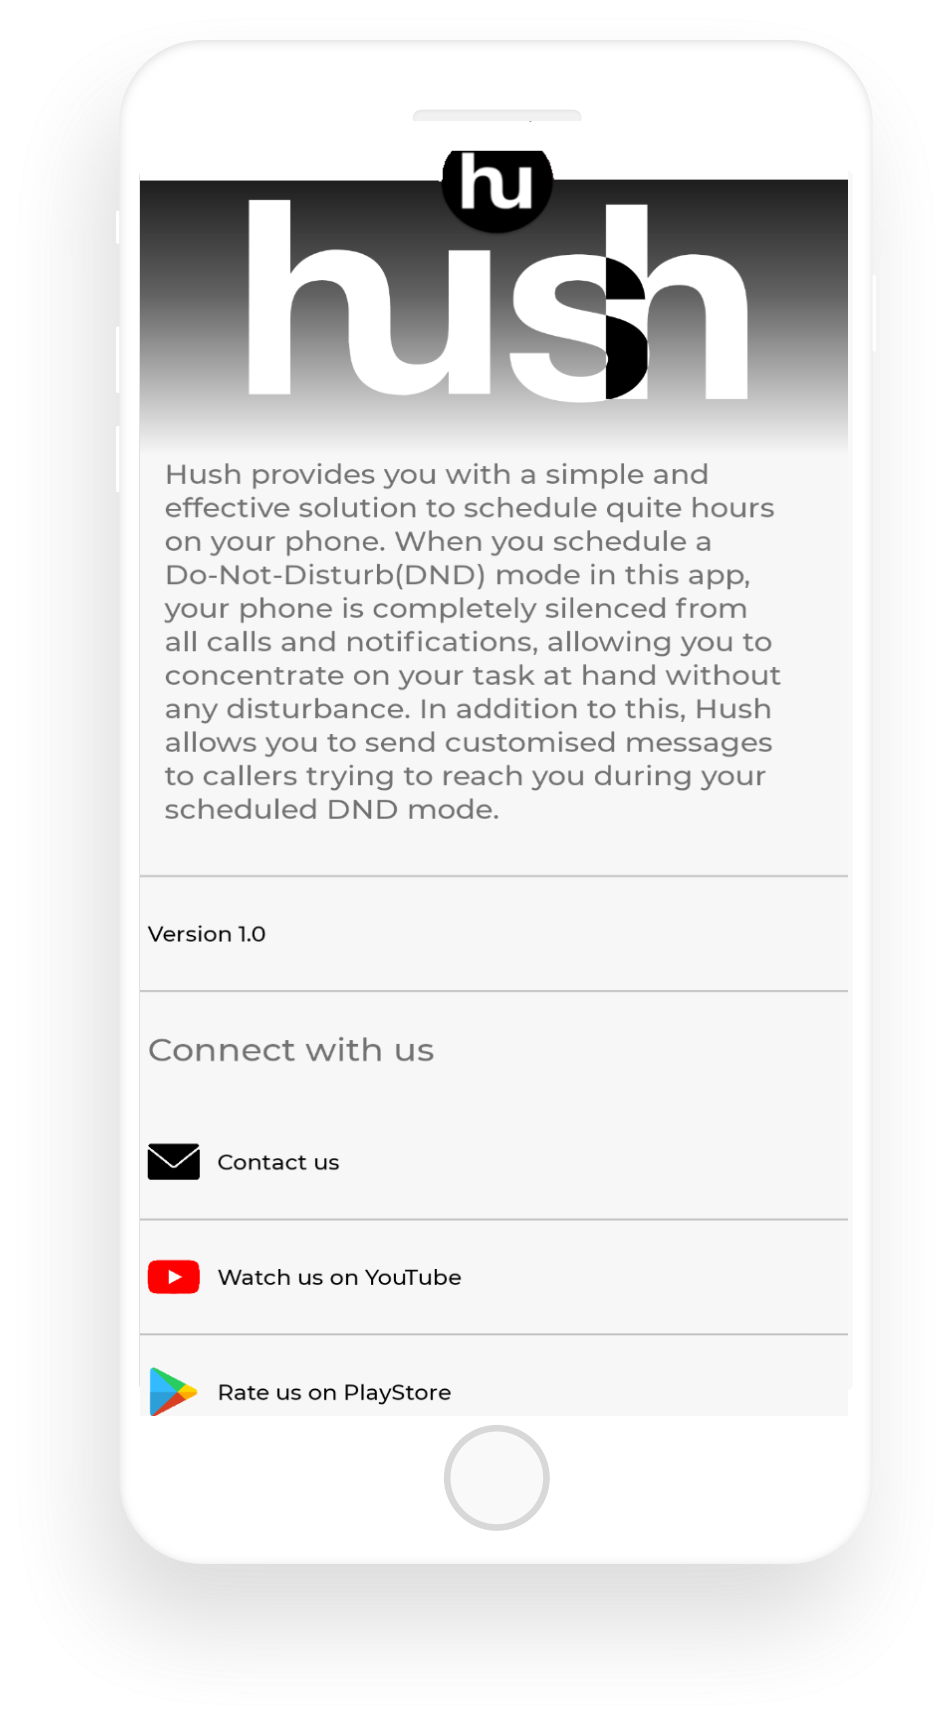 hu
hush
Hush provides you with a simple and
effective solution to schedule quite hours
on your phone. When you schedule a
Do-Not-Disturb(DND) mode in this app,
your phone is completely silenced from
all calls and notifications, allowing you to
concentrate on your task at hand without
any disturbance. In addition to this, Hush
allows you to send customised messages
to callers trying to reach you during your
scheduled DND mode.
Version 1.0
Connect with us
Contact us
Watch us on YouTube
Rate us on PlayStore